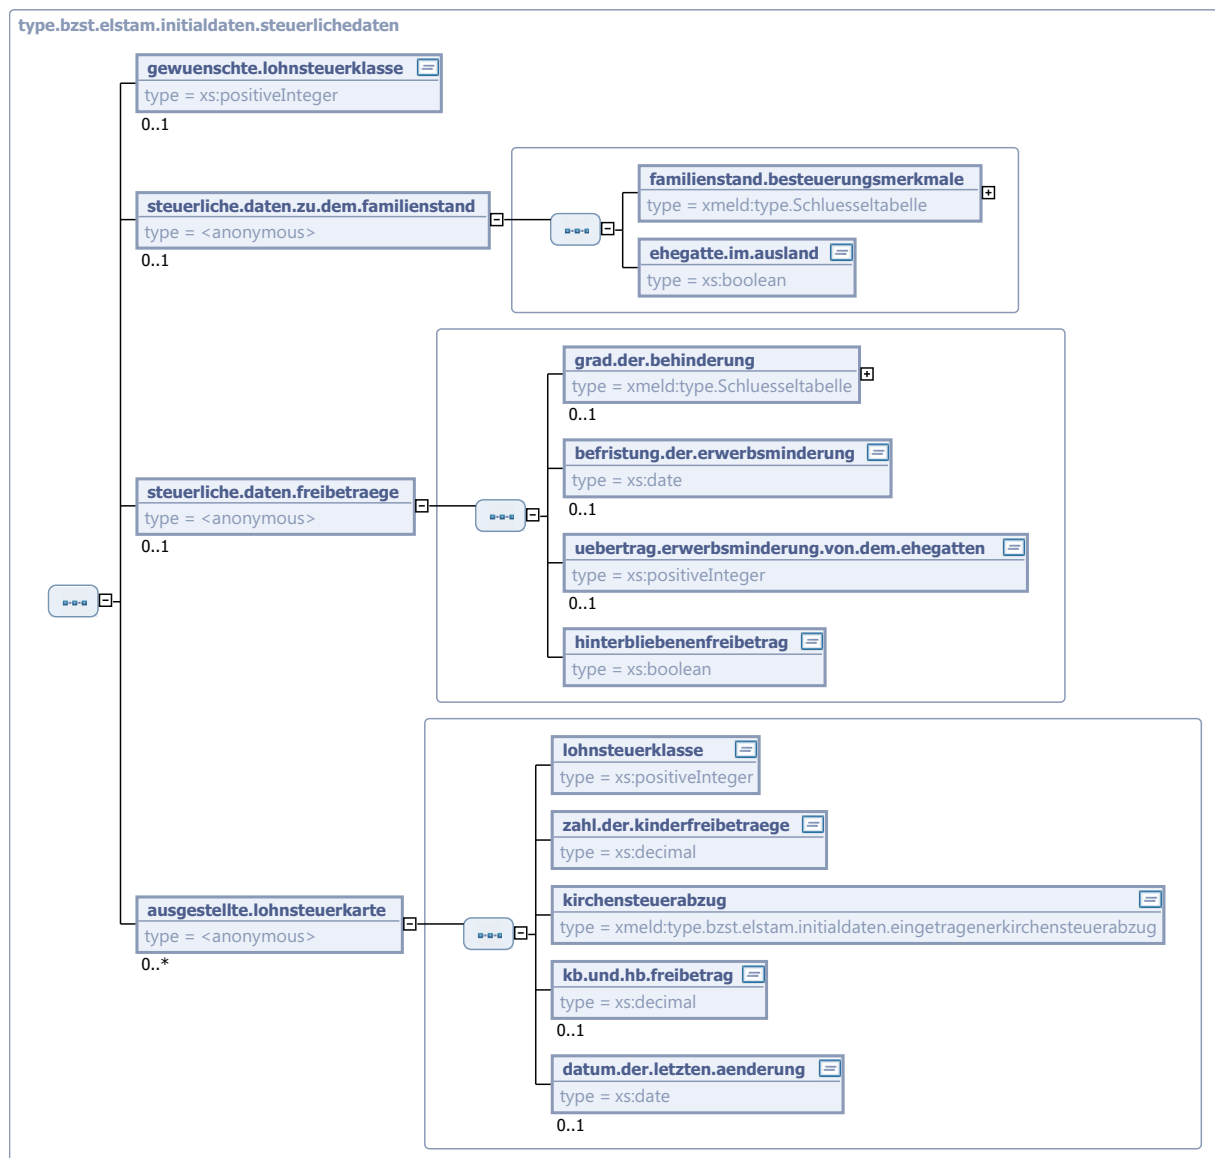 type.bzst.elstam.initialdaten.steuerlichedaten
gewuenschte.lohnsteuerklasse
type = xs:positiveInteger
0..1
steuerliche.daten.zu.dem.familienstand
type = <anonymous>
0..1
familienstand.besteuerungsmerkmale
type = xmeld:type.Schluesseltabelle
ehegatte.im.ausland
type = xs:boolean
steuerliche.daten.freibetraege
type = <anonymous>
0..1
grad.der.behinderung
type = xmeld:type.Schluesseltabelle
0..1
befristung.der.erwerbsminderung
type = xs:date
0..1
uebertrag.erwerbsminderung.von.dem.ehegatten
type = xs:positiveInteger
0..1
hinterbliebenenfreibetrag
type = xs:boolean
ausgestellte.lohnsteuerkarte
type = <anonymous>
0..*
lohnsteuerklasse
type = xs:positiveInteger
zahl.der.kinderfreibetraege
type = xs:decimal
kirchensteuerabzug
type = xmeld:type.bzst.elstam.initialdaten.eingetragenerkirchensteuerabzug
kb.und.hb.freibetrag
type = xs:decimal
0..1
datum.der.letzten.aenderung
type = xs:date
0..1